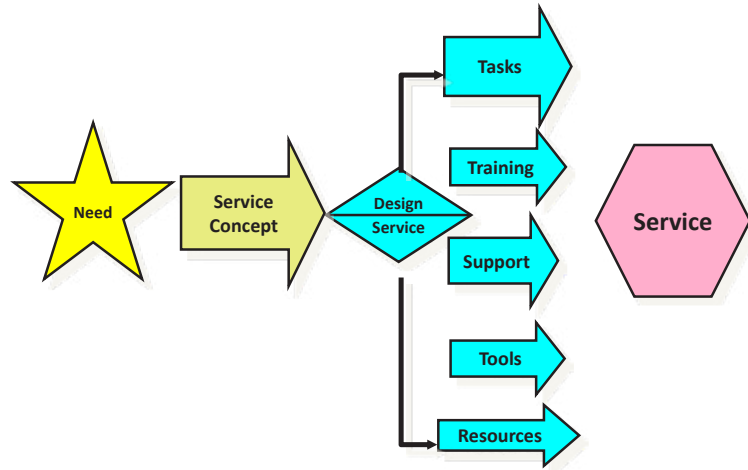 Need
Service
Concept
Design
Service
Tasks
Training
Support
Tools
Resources
Service